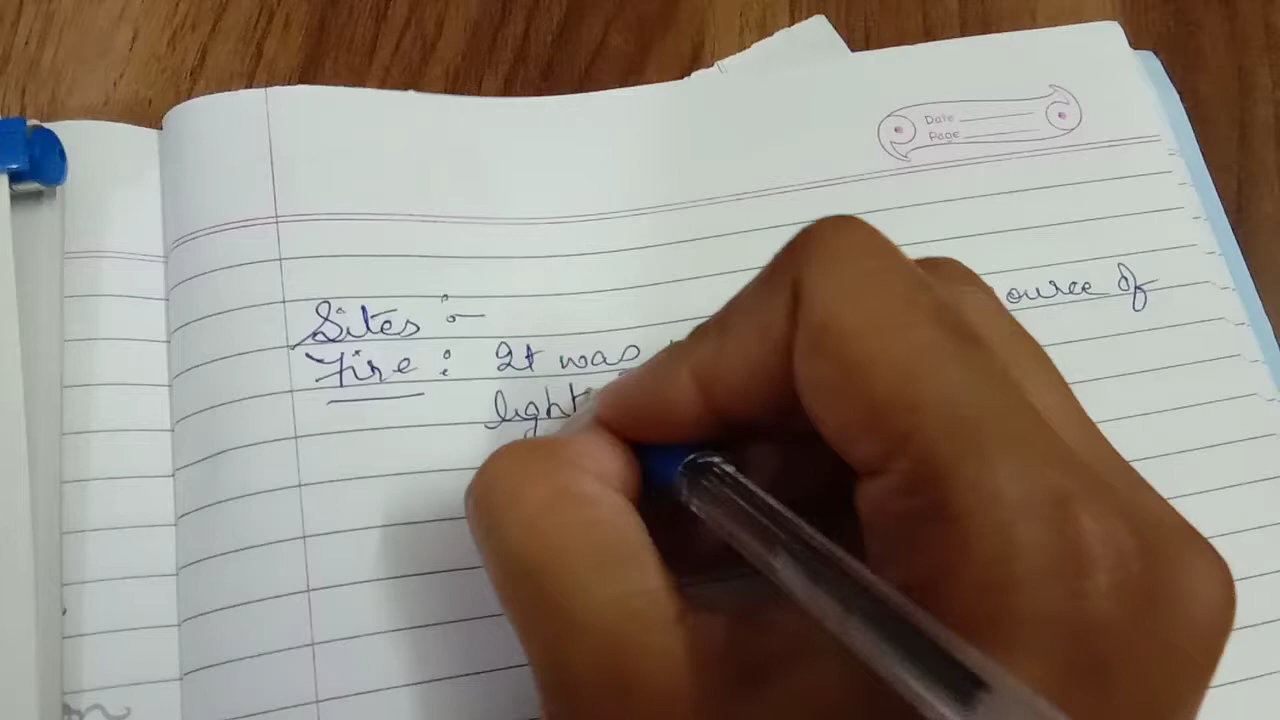 Date
Page
Sites :-
Fire : It was ource of
light